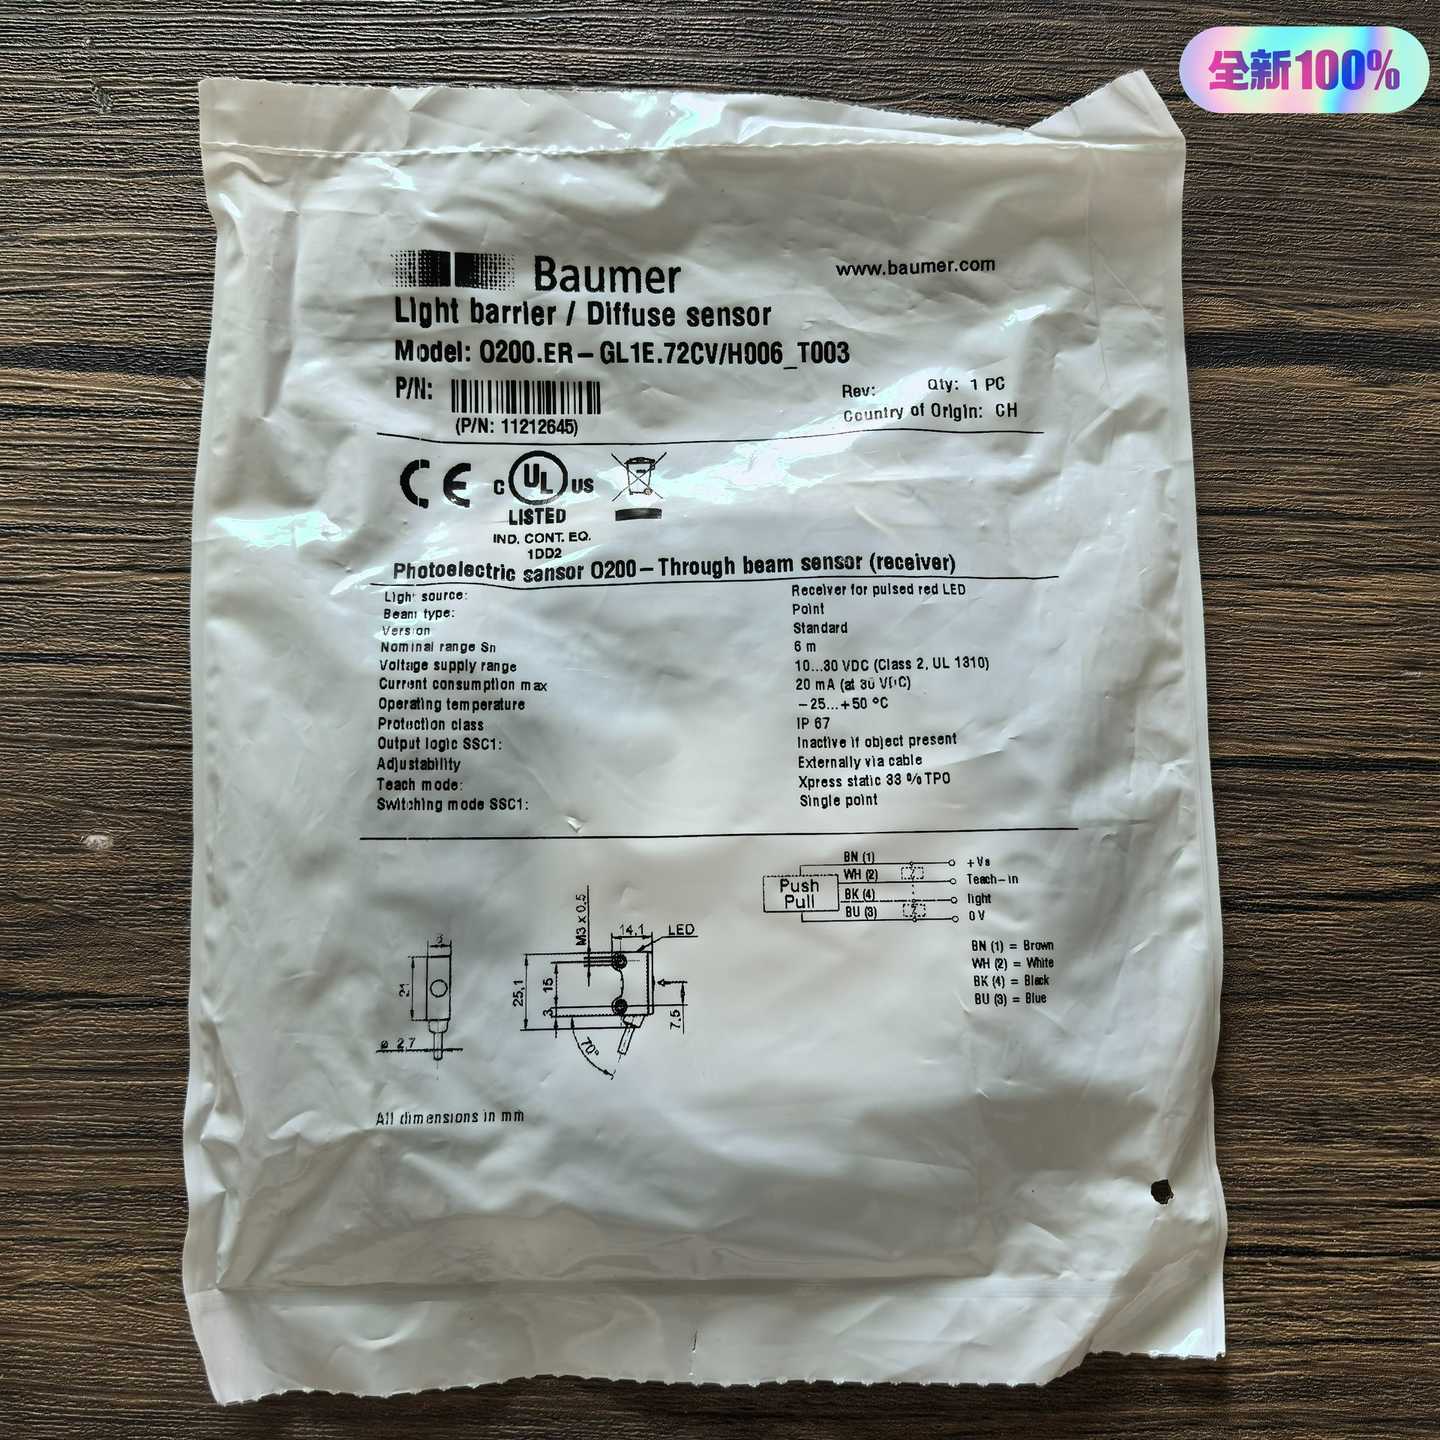 全新100%
Baumer
www.baumer.com
Light barrier / Diffuse sensor
Model: O200.ER-GL1E.72CV/H006_T003
P/N:
(P/N: 11212645)
Rev:
Qty: 1 PC
Country of Origin: CH
CE
C UL US
LISTED
IND. CONT. EQ.
1DD2
Photoelectric sensor O200-Through beam sensor (receiver)
Light source: Receiver for pulsed red LED
Beam type: Point
Version Standard
Nominal range Sn 6 m
Voltage supply range 10...30 VDC (Class 2, UL 1310)
Current consumption max 20 mA (at 30 VDC)
Operating temperature -25...+50 °C
Protection class IP 67
Output logic SSC1: Inactive if object present
Adjustability Externally via cable
Teach mode: Xpress static 33 % TPO
Switching mode SSC1: Single point
Push
Pull
BN (1) +Vs
WH (2) Teach-in
BK (4) light
BU (3) 0 V
Z
Z
BN (1) = Brown
WH (2) = White
BK (4) = Black
BU (3) = Blue
8
21
ø 2,7
M3 x 0.5
14,1
LED
25,1
15
3
7.5
70°
All dimensions in mm